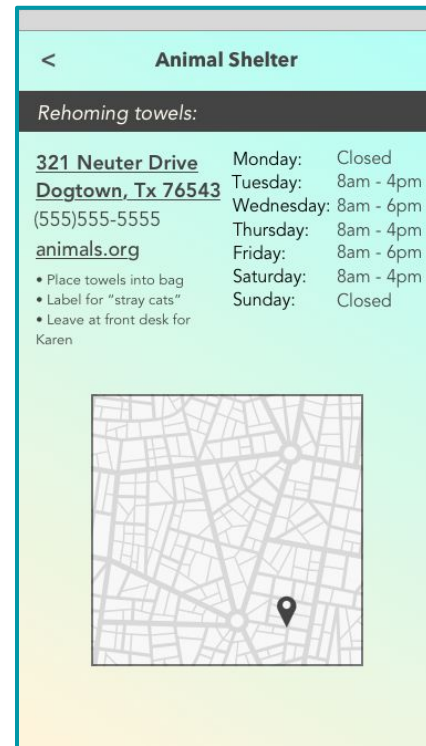 <
Animal Shelter
Rehoming towels:
321 Neuter Drive
Dogtown, Tx 76543
(555)555-5555
animals.org
• Place towels into bag
• Label for “stray cats”
• Leave at front desk for
Karen
Monday: Closed
Tuesday: 8am - 4pm
Wednesday: 8am - 6pm
Thursday: 8am - 4pm
Friday: 8am - 6pm
Saturday: 8am - 4pm
Sunday: Closed